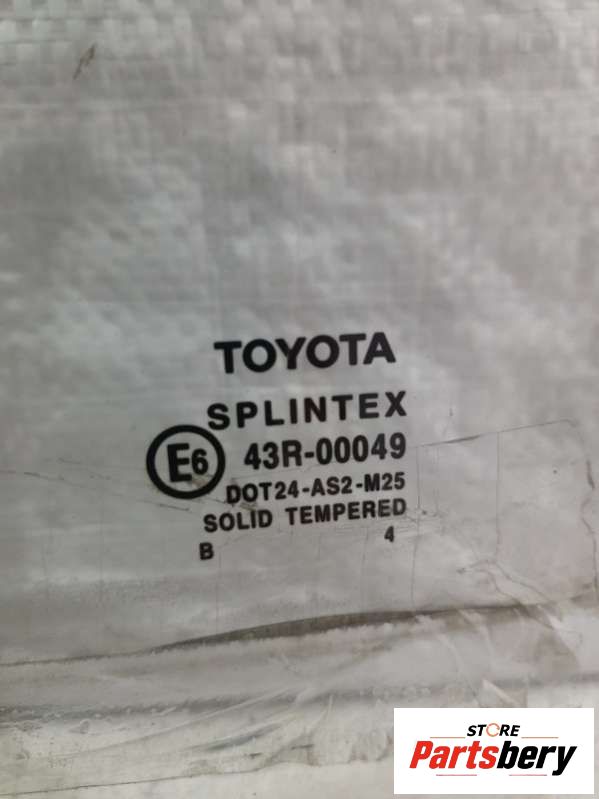 TOYOTA
SPLINTEX
E6 43R-00049
DOT24-AS2-M25
SOLID TEMPERED
B 4
STORE
Partsbery